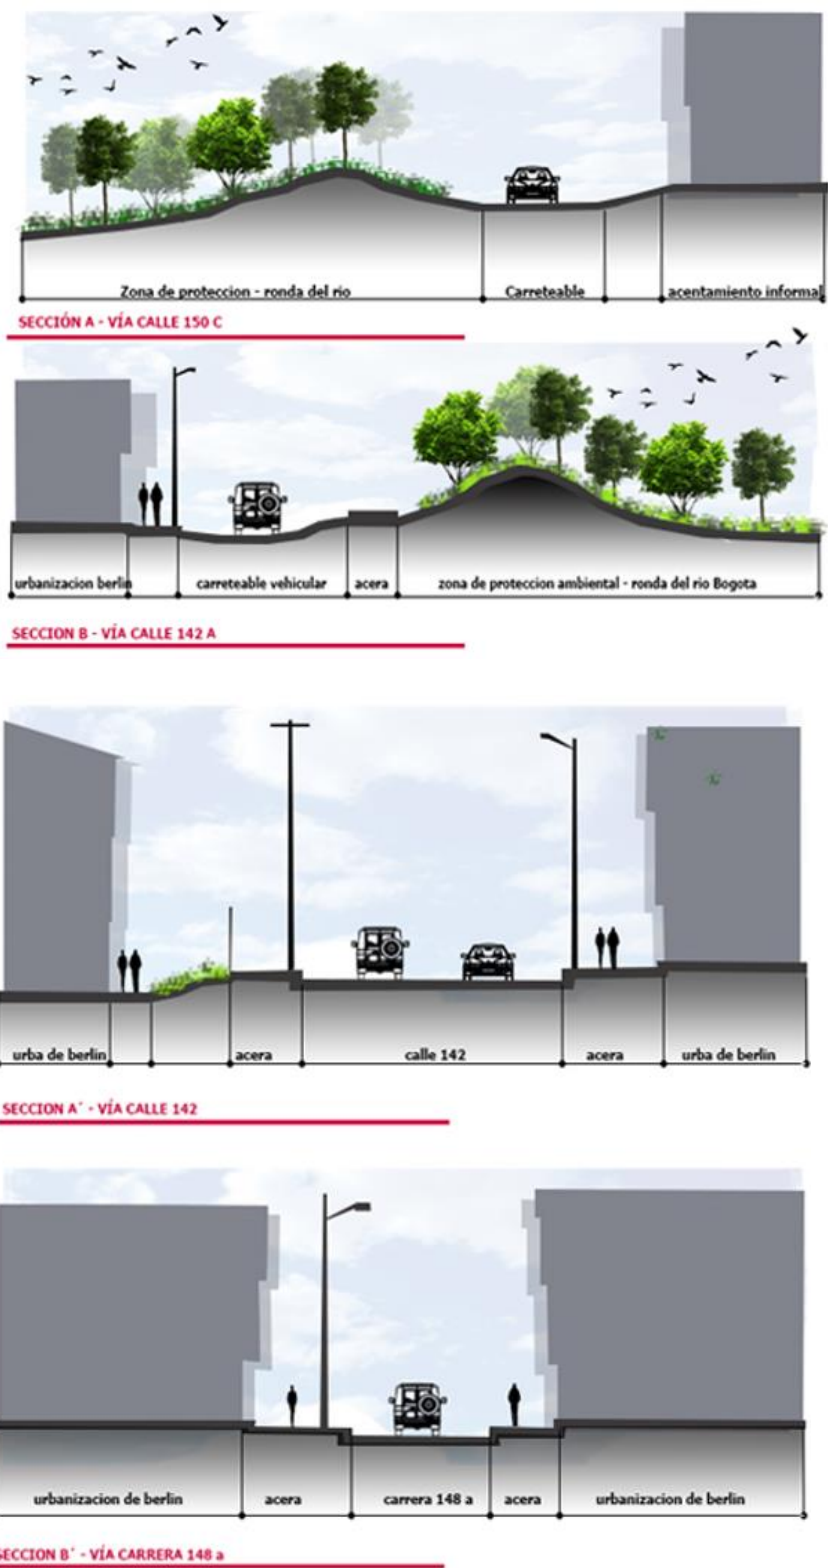 Zona de proteccion - ronda del rio Carreteable acentamiento informal
SECCIÓN A - VÍA CALLE 150 C
urbanizacion berlin carreteable vehicular acera zona de proteccion ambiental - ronda del rio Bogota
SECCION B - VÍA CALLE 142 A
urba de berlin acera calle 142 acera urba de berlin
SECCION A´ - VÍA CALLE 142
urbanizacion de berlin acera carrera 148 a acera urbanizacion de berlin
SECCION B´ - VÍA CARRERA 148 a